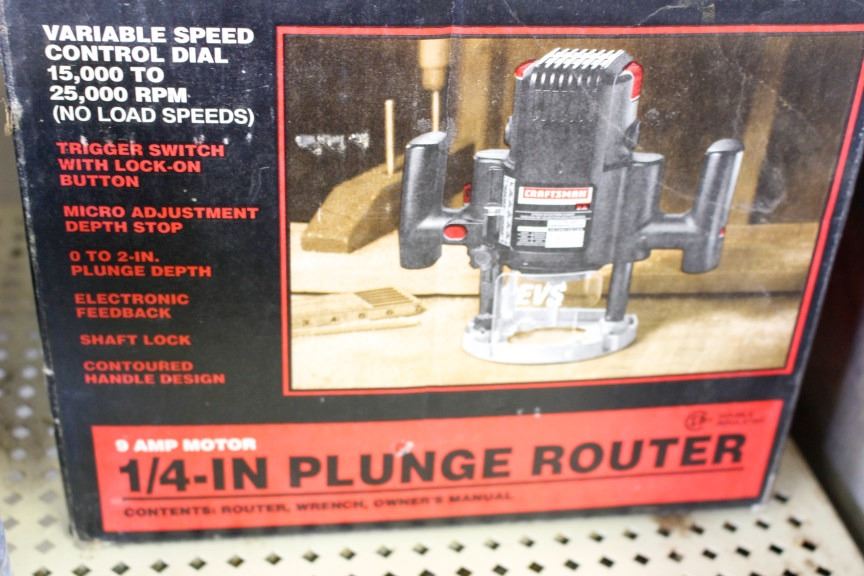 VARIABLE SPEED
CONTROL DIAL
15,000 TO
25,000 RPM
(NO LOAD SPEEDS)
TRIGGER SWITCH
WITH LOCK-ON
BUTTON
MICRO ADJUSTMENT
DEPTH STOP
0 TO 2-IN.
PLUNGE DEPTH
ELECTRONIC
FEEDBACK
SHAFT LOCK
CONTOURED
HANDLE DESIGN
CRAFTSMAN
EVS
9 AMP MOTOR
DOUBLE
INSULATED
1/4-IN PLUNGE ROUTER
CONTENTS: ROUTER, WRENCH, OWNER'S MANUAL